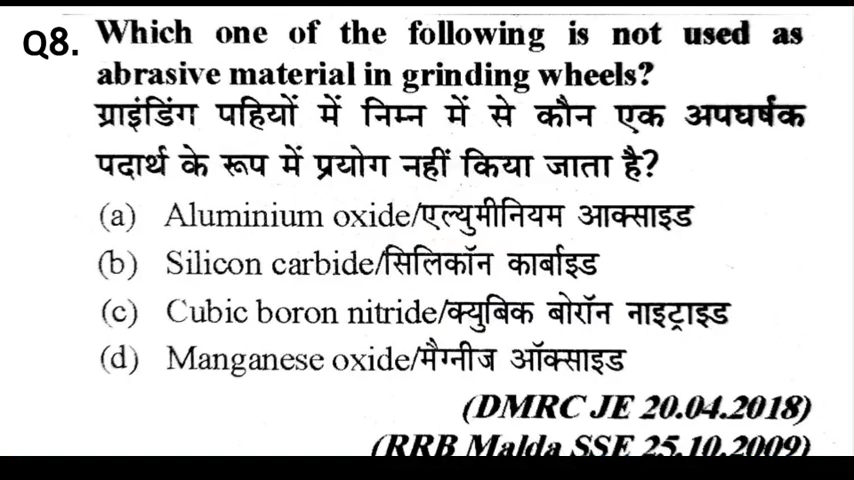 Q8. Which one of the following is not used as
abrasive material in grinding wheels?
ग्राइंडिंग पहियों में निम्न में से कौन एक अपघर्षक
पदार्थ के रूप में प्रयोग नहीं किया जाता है?
(a) Aluminium oxide/एल्युमीनियम आक्साइड
(b) Silicon carbide/सिलिकॉन कार्बाइड
(c) Cubic boron nitride/क्युबिक बोरॉन नाइट्राइड
(d) Manganese oxide/मैग्नीज ऑक्साइड
(DMRC JE 20.04.2018)
(RRB Malda SSE 25.10.2009)